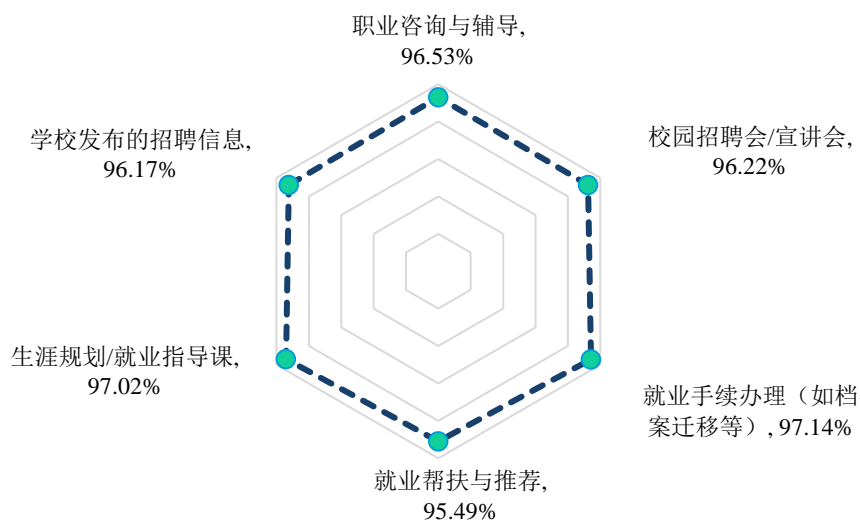 职业咨询与辅导,
96.53%
校园招聘会/宣讲会,
96.22%
就业手续办理（如档
案迁移等）, 97.14%
就业帮扶与推荐,
95.49%
生涯规划/就业指导课,
97.02%
学校发布的招聘信息,
96.17%